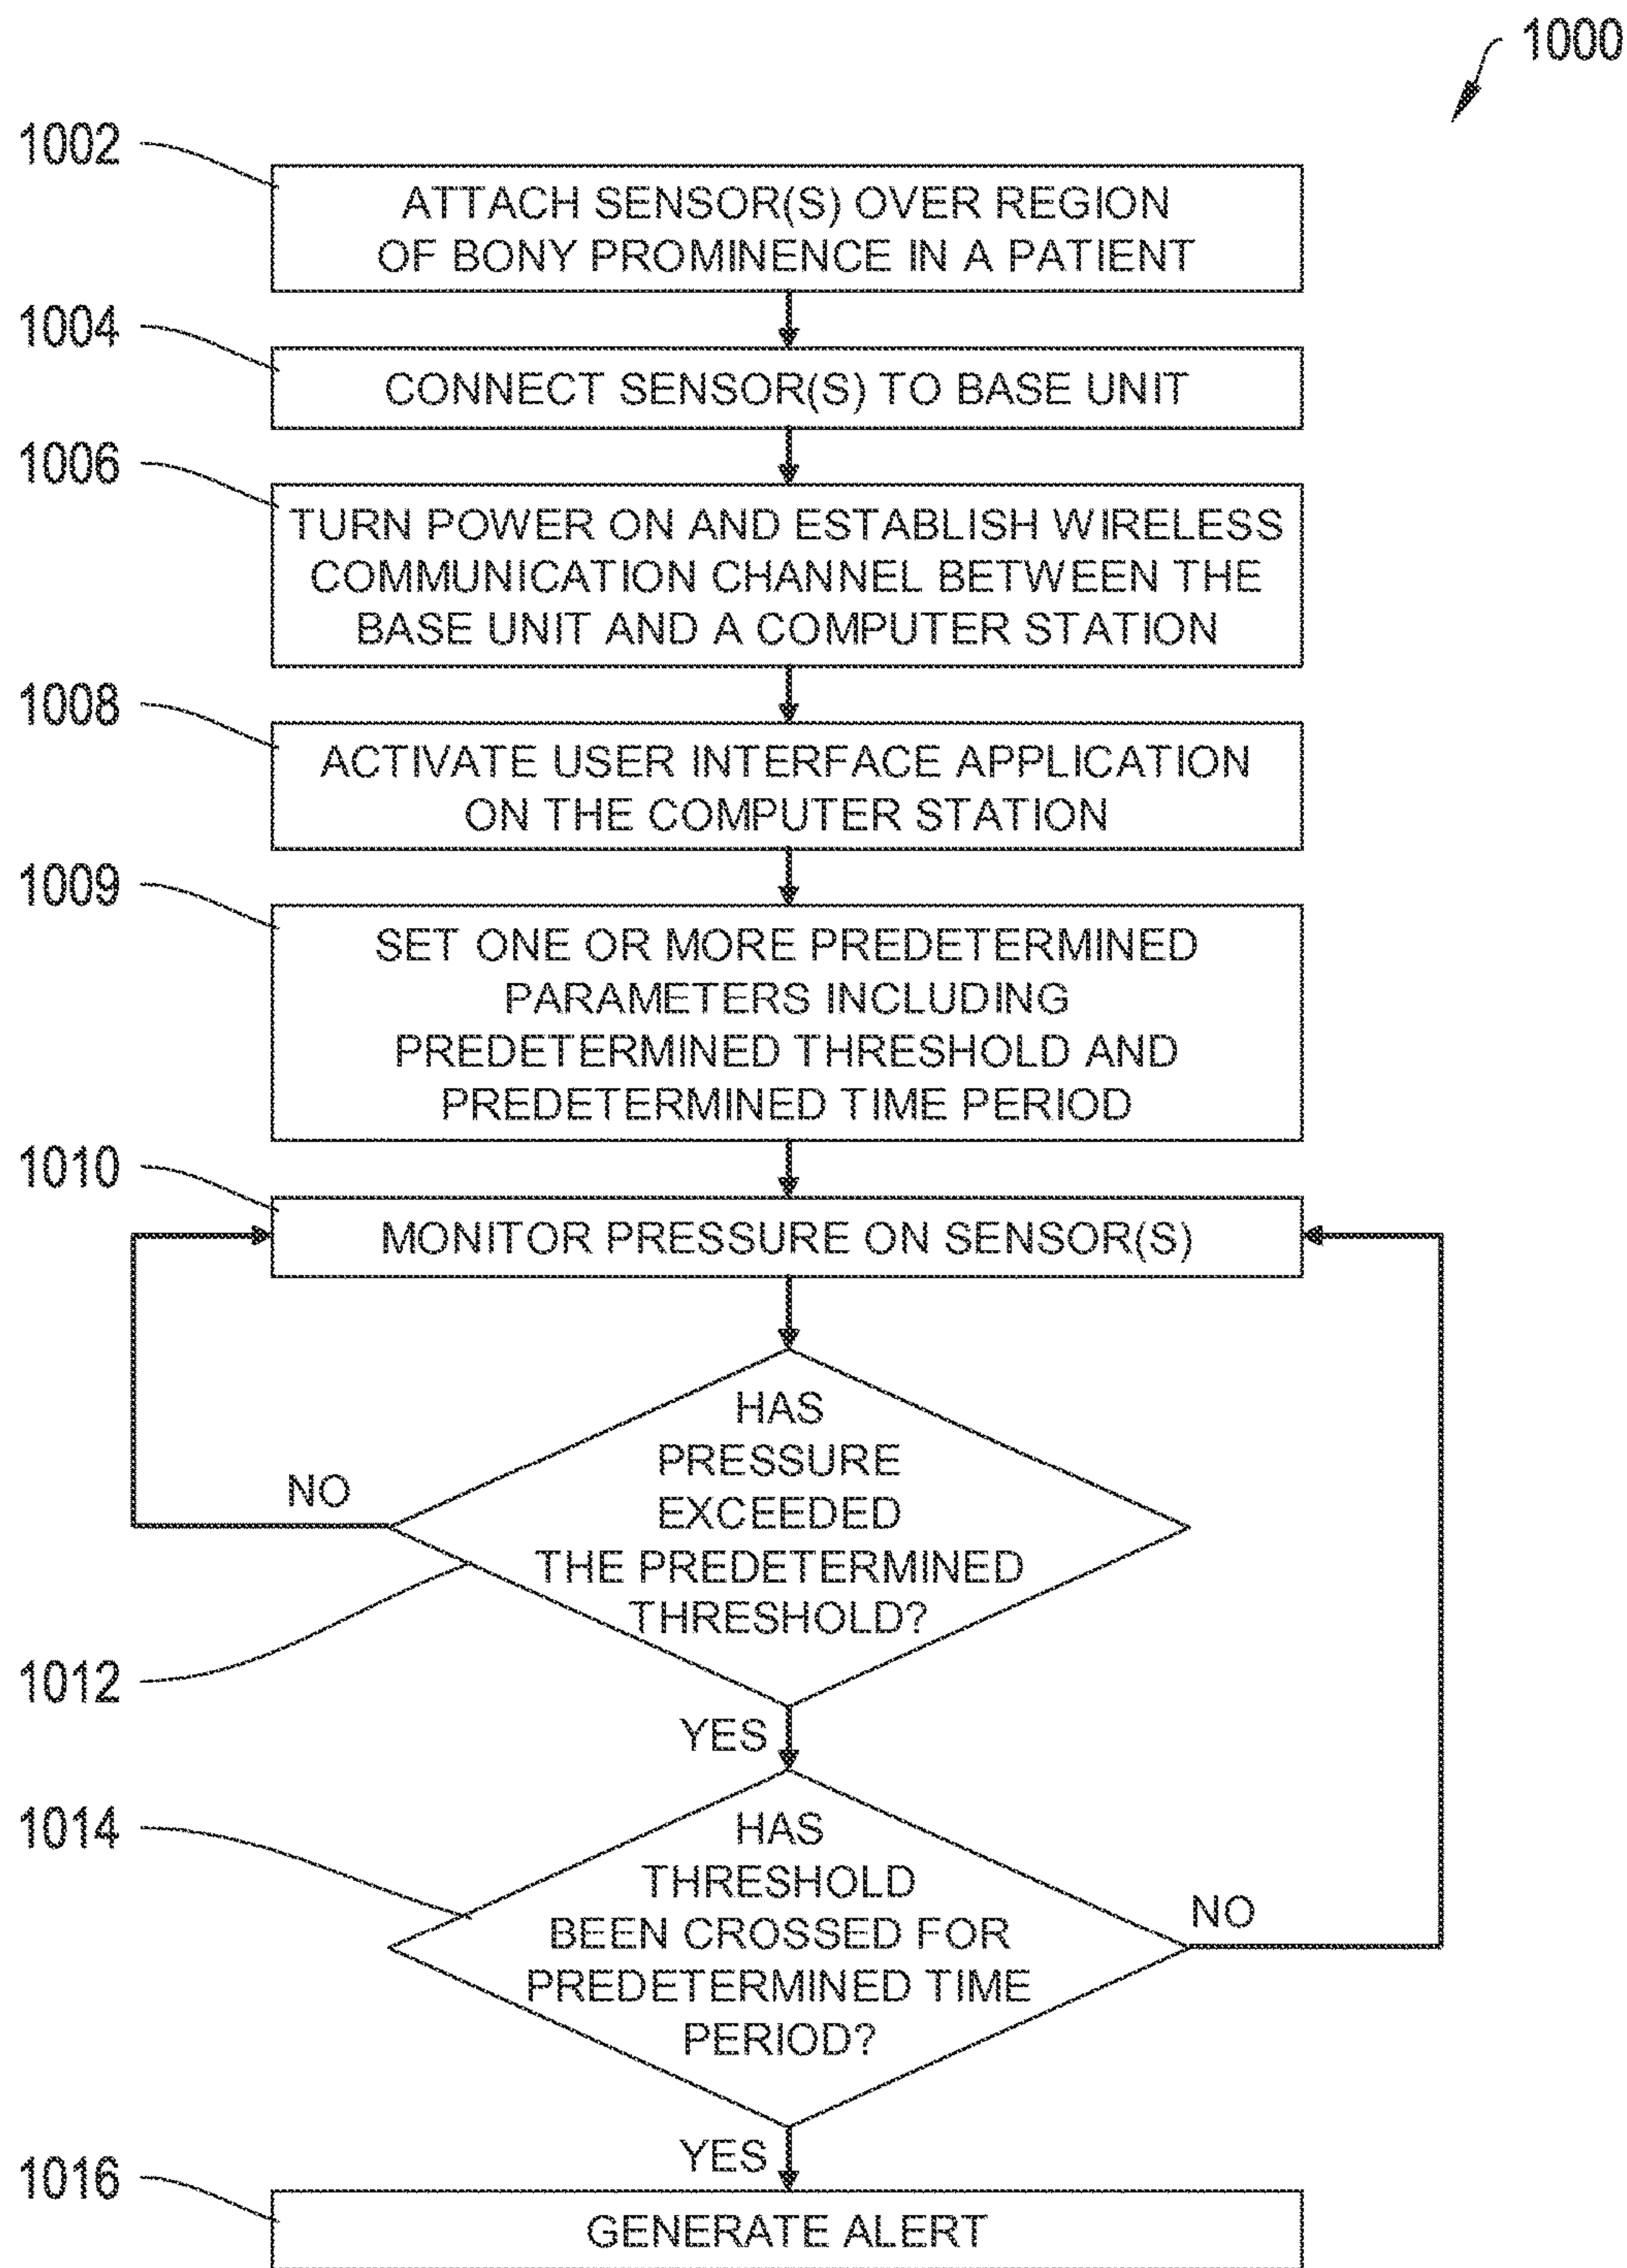 1000
1002
ATTACH SENSOR(S) OVER REGION
OF BONY PROMINENCE IN A PATIENT
1004
CONNECT SENSOR(S) TO BASE UNIT
1006
TURN POWER ON AND ESTABLISH WIRELESS
COMMUNICATION CHANNEL BETWEEN THE
BASE UNIT AND A COMPUTER STATION
1008
ACTIVATE USER INTERFACE APPLICATION
ON THE COMPUTER STATION
1009
SET ONE OR MORE PREDETERMINED
PARAMETERS INCLUDING
PREDETERMINED THRESHOLD AND
PREDETERMINED TIME PERIOD
1010
MONITOR PRESSURE ON SENSOR(S)
HAS
PRESSURE
EXCEEDED
THE PREDETERMINED
THRESHOLD?
NO
1012
YES
1014
HAS
THRESHOLD
BEEN CROSSED FOR
PREDETERMINED TIME
PERIOD?
NO
YES
1016
GENERATE ALERT